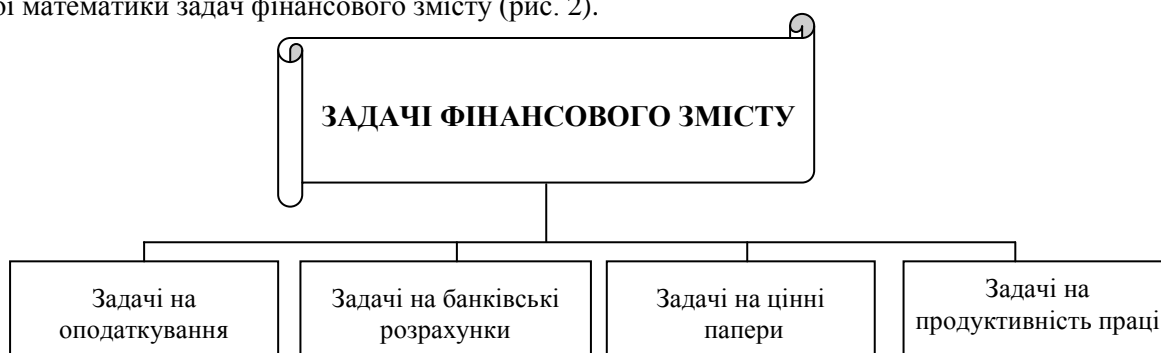 ої математики задач фінансового змісту (рис. 2).
ЗАДАЧІ ФІНАНСОВОГО ЗМІСТУ
Задачі на
оподаткування
Задачі на банківські
розрахунки
Задачі на цінні
папери
Задачі на
продуктивність праці